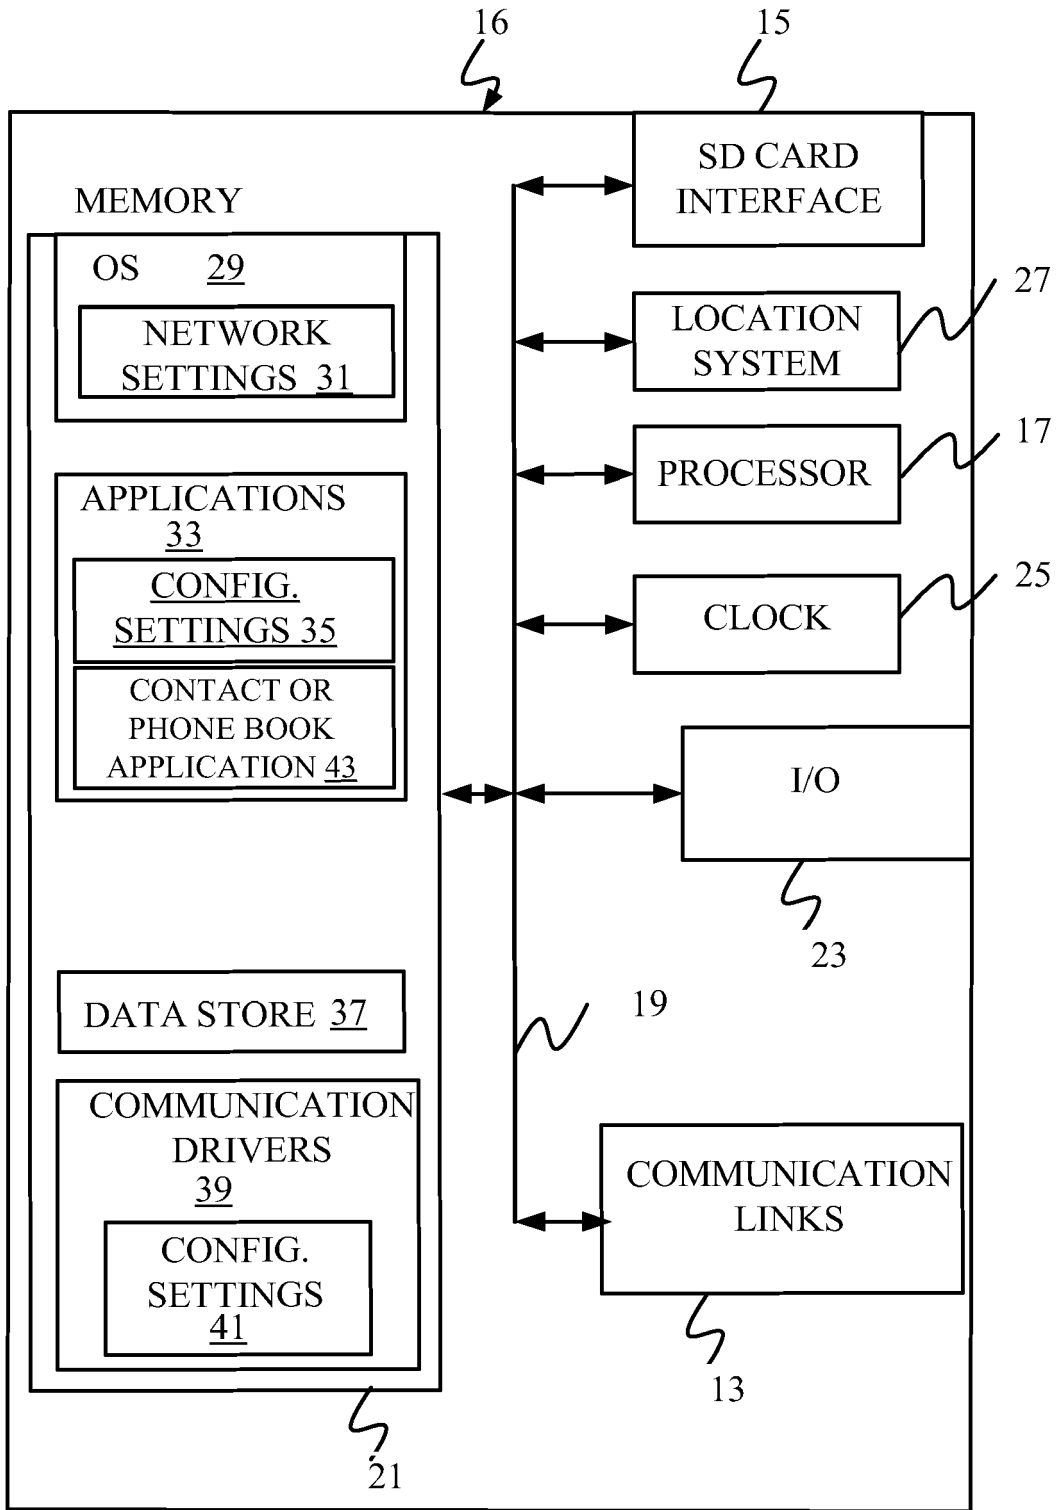 16
15
MEMORY
OS 29
NETWORK
SETTINGS 31
APPLICATIONS
33
CONFIG.
SETTINGS 35
CONTACT OR
PHONE BOOK
APPLICATION 43
DATA STORE 37
COMMUNICATION
DRIVERS
39
CONFIG.
SETTINGS
41
21
SD CARD
INTERFACE
LOCATION
SYSTEM
27
PROCESSOR
17
CLOCK
25
I/O
23
19
COMMUNICATION
LINKS
13